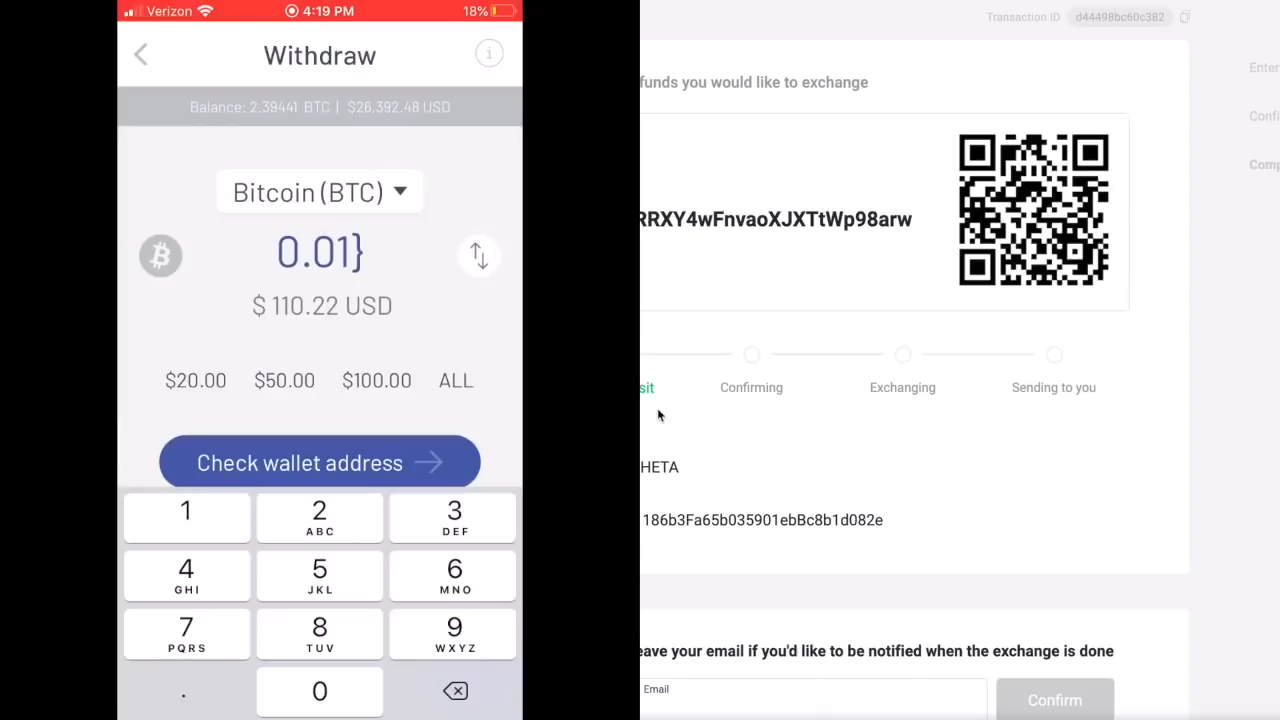 Verizon 4:19 PM 18%
Withdraw
Balance: 2.39441 BTC | $26,392.48 USD
Bitcoin (BTC)
0.01}
$ 110.22 USD
$20.00 $50.00 $100.00 ALL
Check wallet address
1 2 3
ABC DEF
4 5 6
GHI JKL MNO
7 8 9
PQRS TUV WXYZ
. 0
Transaction ID d44498bc60c382
funds you would like to exchange
RRXY4wFnvaoXJXTtWp98arw
sit Confirming Exchanging Sending to you
HETA
186b3Fa65b035901ebBc8b1d082e
eave your email if you'd like to be notified when the exchange is done
Email
Confirm
Enter
Confi
Comp